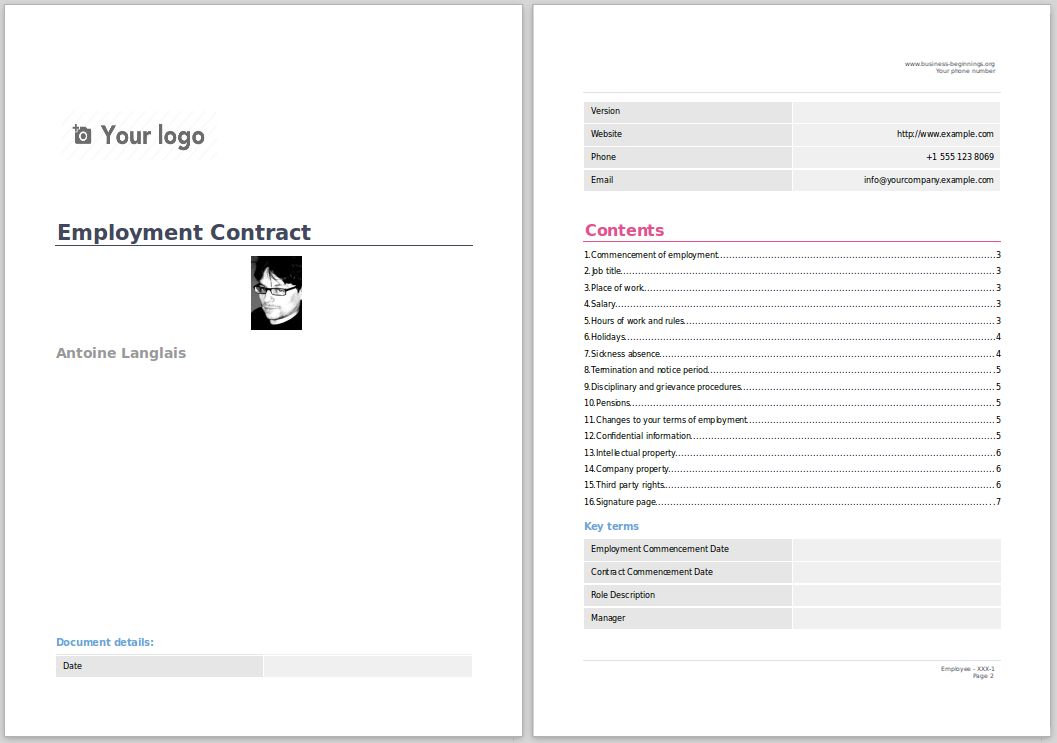 Your logo
Employment Contract
Antoine Langlais
Document details:
Date
www.business-beginnings.org
Your phone number
Version
Website http://www.example.com
Phone +1 555 123 8069
Email info@yourcompany.example.com
Contents
1.Commencement of employment...3
2.Job title...3
3.Place of work...3
4.Salary...3
5.Hours of work and rules...3
6.Holidays...4
7.Sickness absence...4
8.Termination and notice period...5
9.Disciplinary and grievance procedures...5
10.Pensions...5
11.Changes to your terms of employment...5
12.Confidential information...5
13.Intellectual property...6
14.Company property...6
15.Third party rights...6
16.Signature page...7
Key terms
Employment Commencement Date
Contract Commencement Date
Role Description
Manager
Employee - XXX-1
Page 2